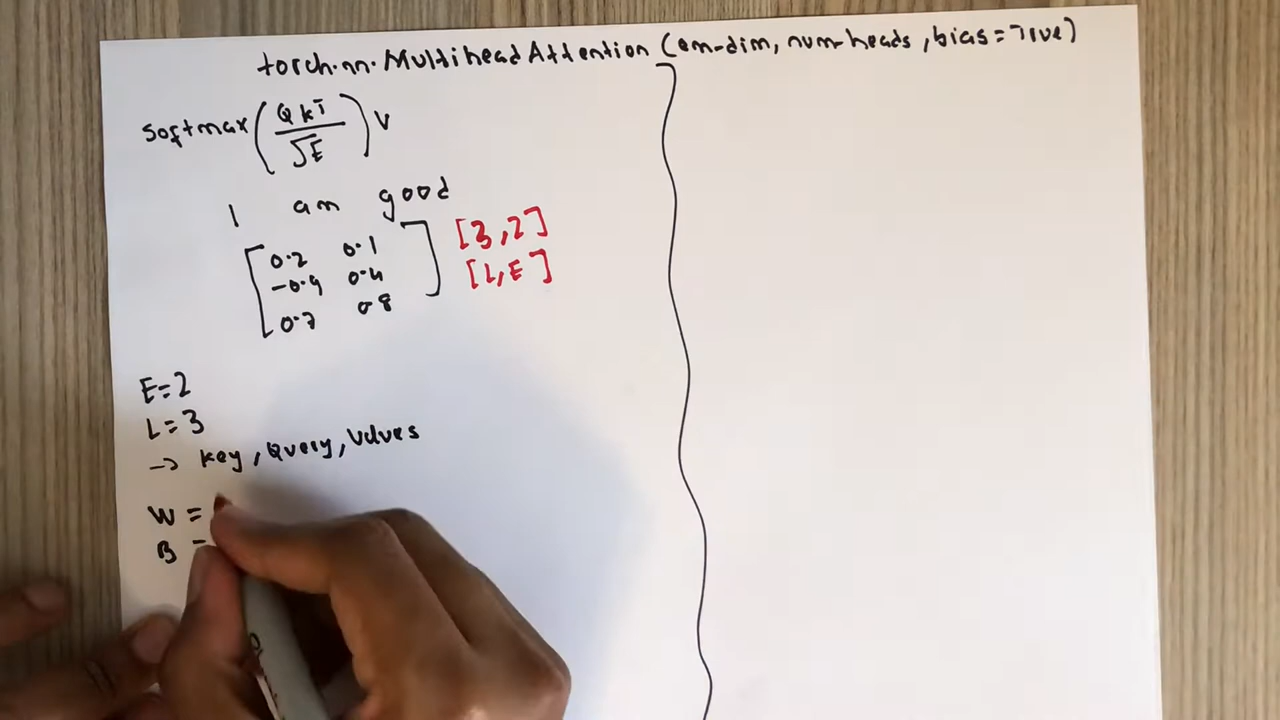 torch.nn.MultiheadAttention (em-dim, num-heads, bias=True)
Softmax (QKT / √E) V
I am good
[0.2 0.1] [3,2]
-0.9 0.4 [L,E]
0.7 0.8
E=2
L=3
→ key, Query, Values
W =
B =